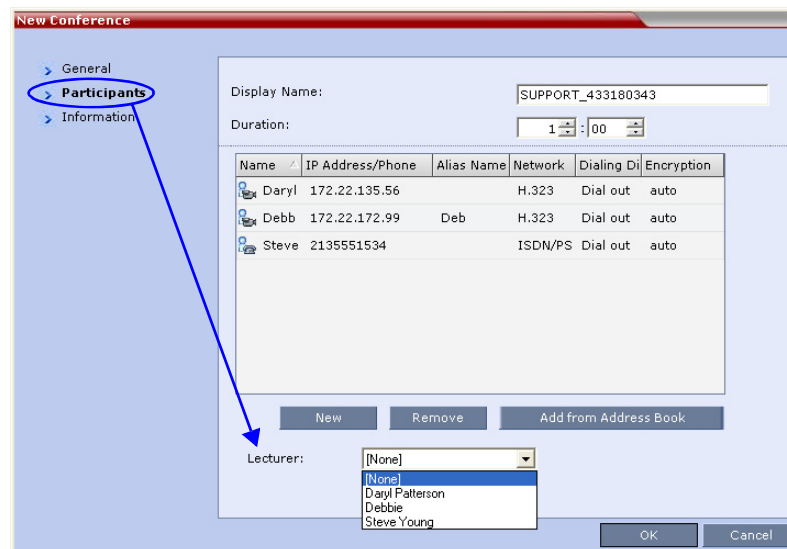 New Conference
General
Participants
Information
Display Name: SUPPORT_433180343
Duration: 1 : 00
Name IP Address/Phone Alias Name Network Dialing Di Encryption
Daryl 172.22.135.56 H.323 Dial out auto
Debb 172.22.172.99 Deb H.323 Dial out auto
Steve 2135551534 ISDN/PS Dial out auto
New Remove Add from Address Book
Lecturer: [None]
[None]
Daryl Patterson
Debbie
Steve Young
OK Cancel